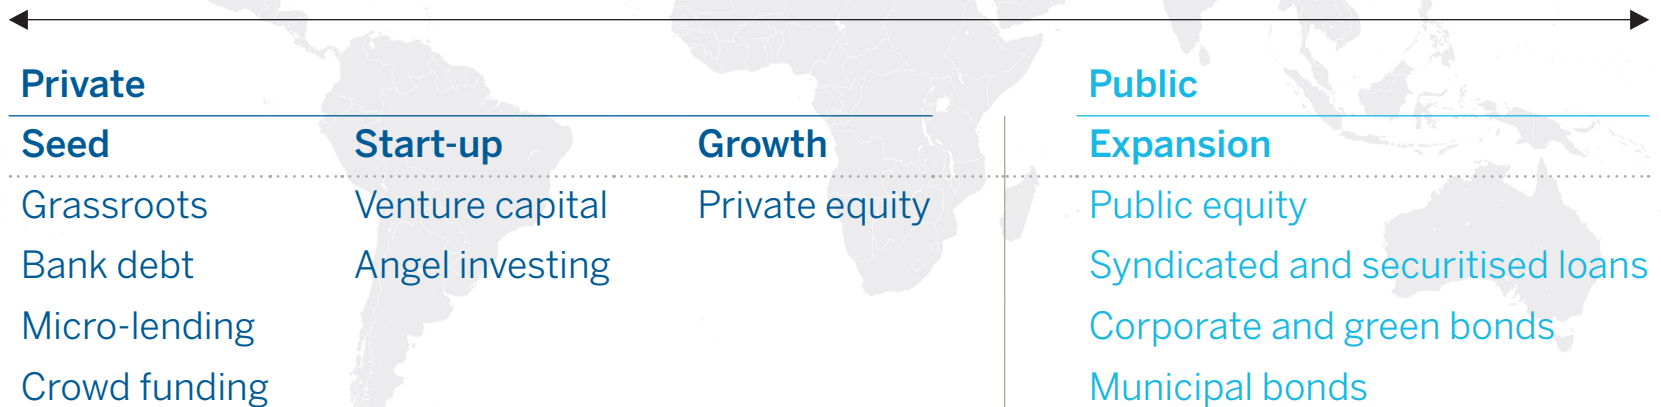 Private Public
Seed Start-up Growth Expansion
Grassroots Venture capital Private equity Public equity
Bank debt Angel investing Syndicated and securitised loans
Micro-lending Corporate and green bonds
Crowd funding Municipal bonds